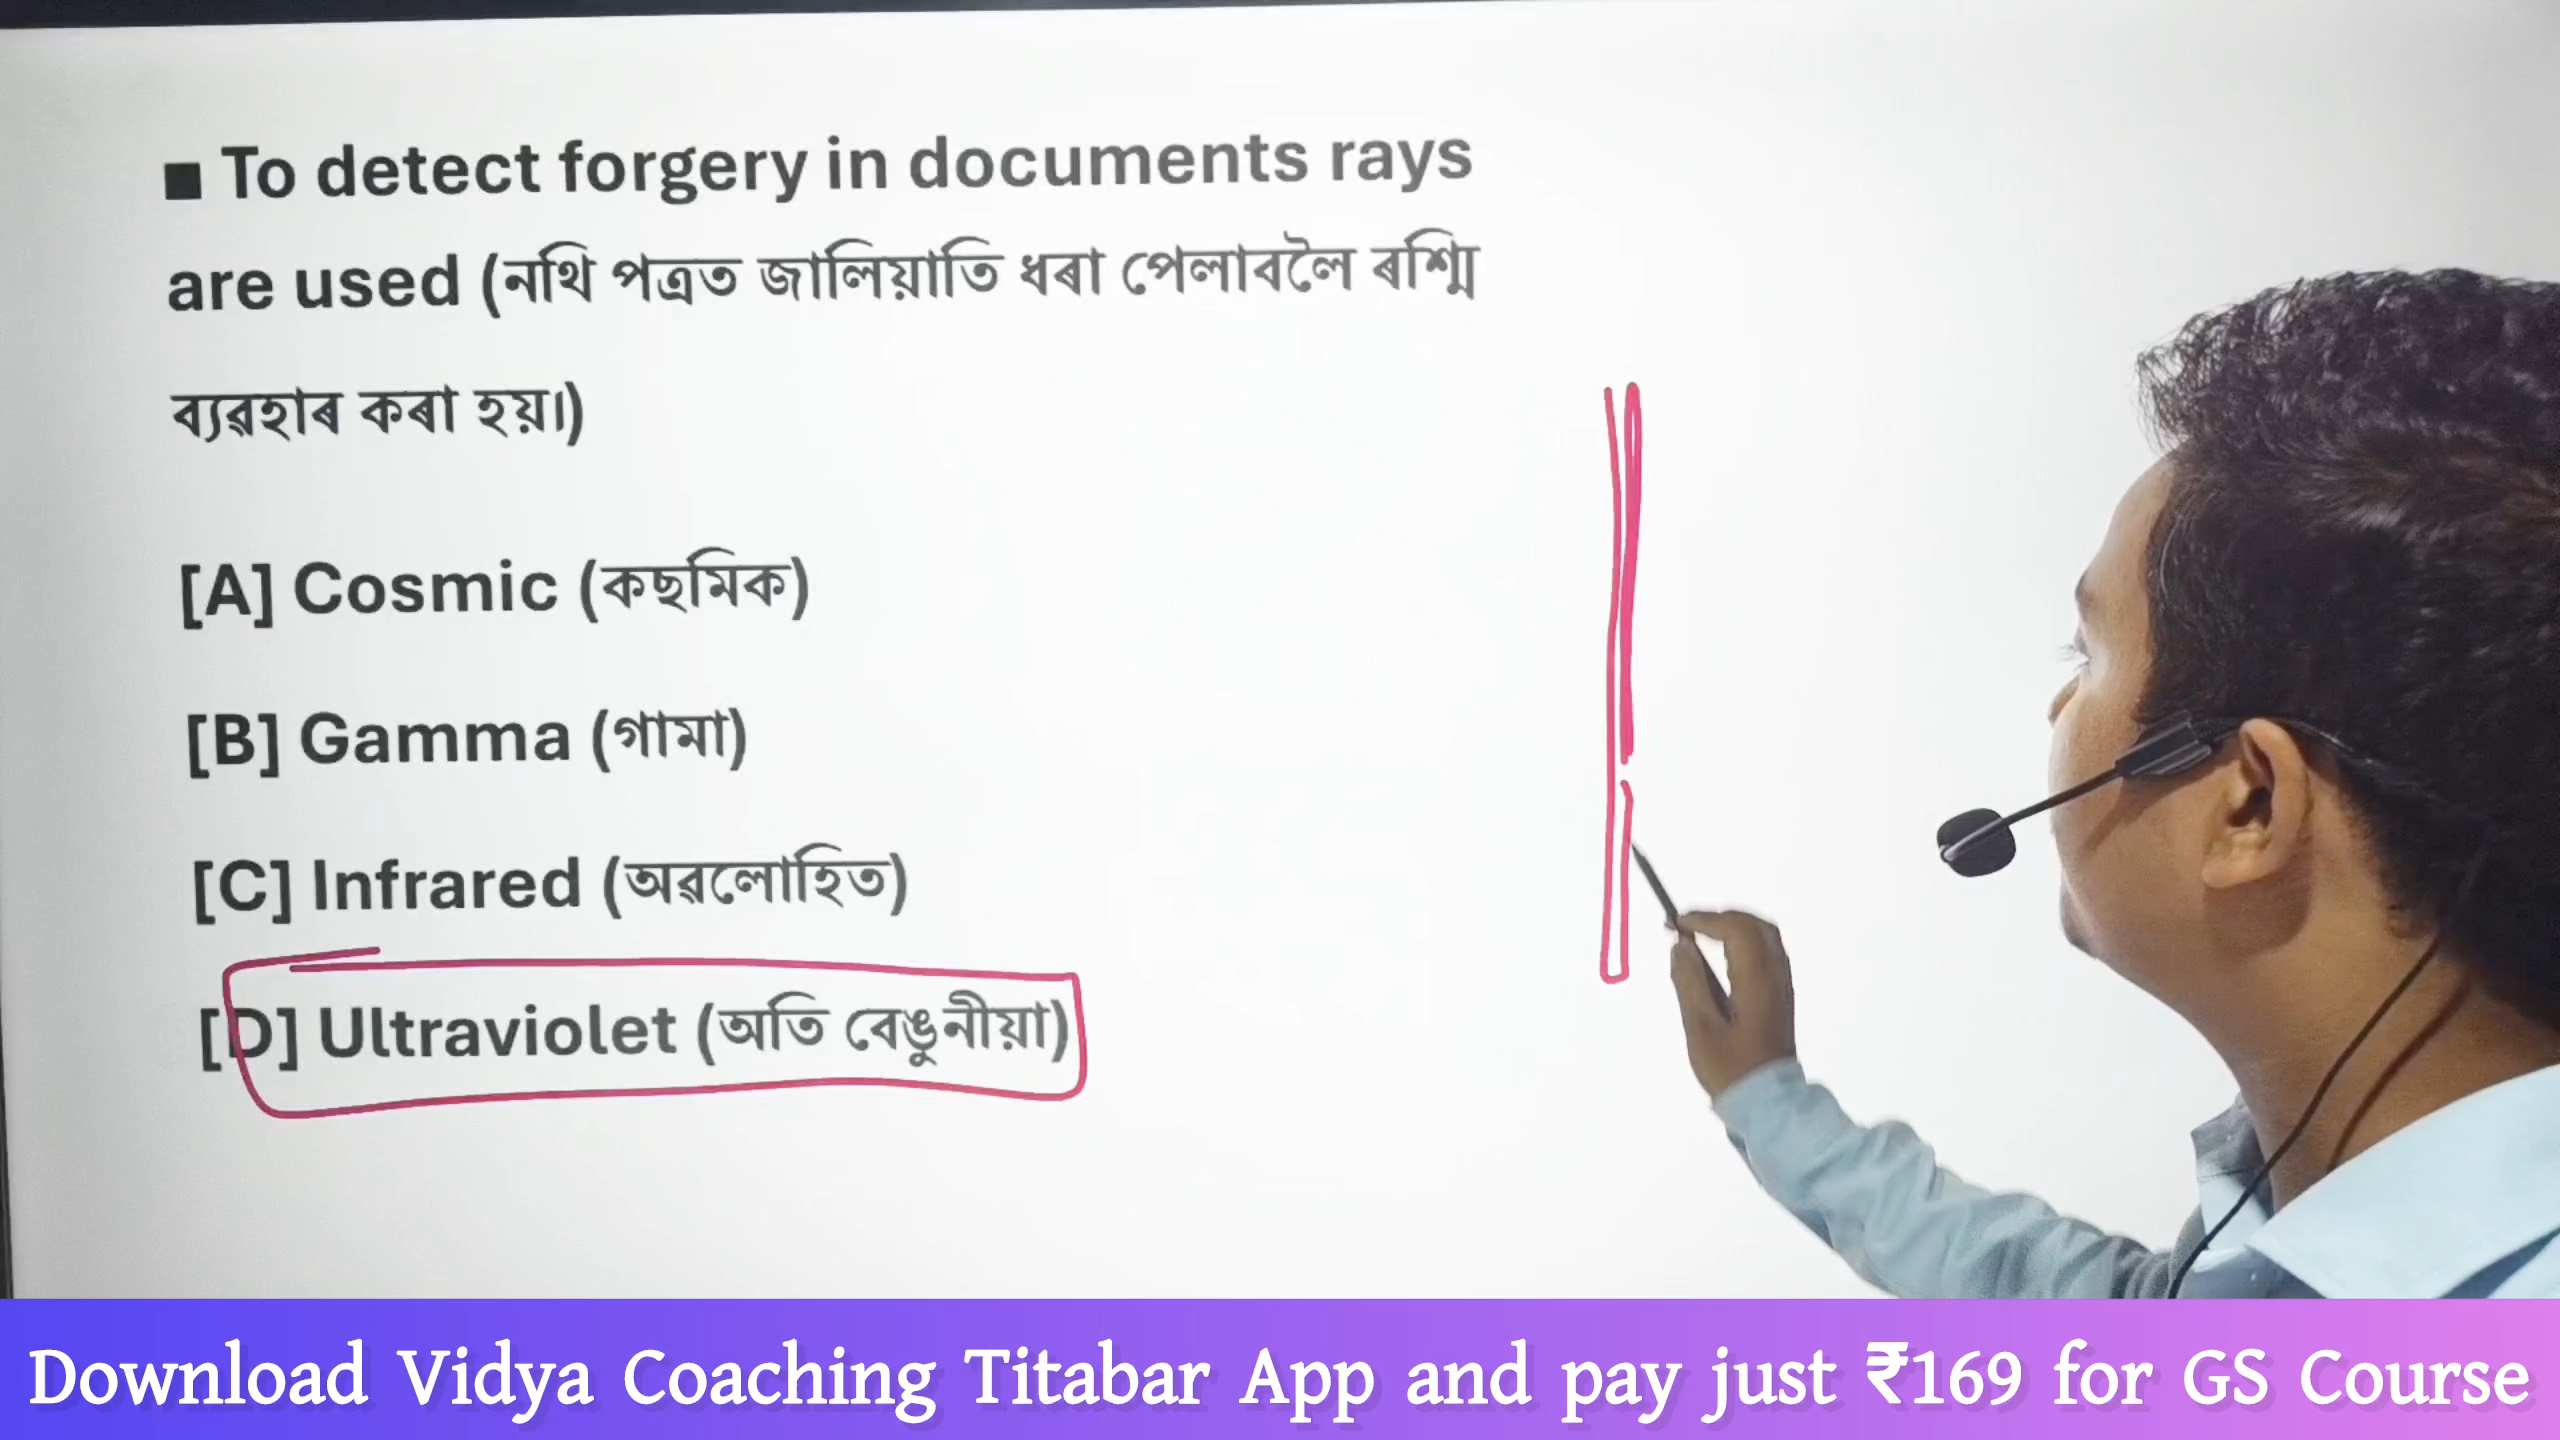 ■ To detect forgery in documents rays
are used (নথি পত্ৰত জালিয়াতি ধৰা পেলাবলৈ ৰশ্মি
ব্যৱহাৰ কৰা হয়।)
[A] Cosmic (কছমিক)
[B] Gamma (গামা)
[C] Infrared (অৱলোহিত)
[D] Ultraviolet (অতি বেঙুনীয়া)
Download Vidya Coaching Titabar App and pay just ₹169 for GS Course